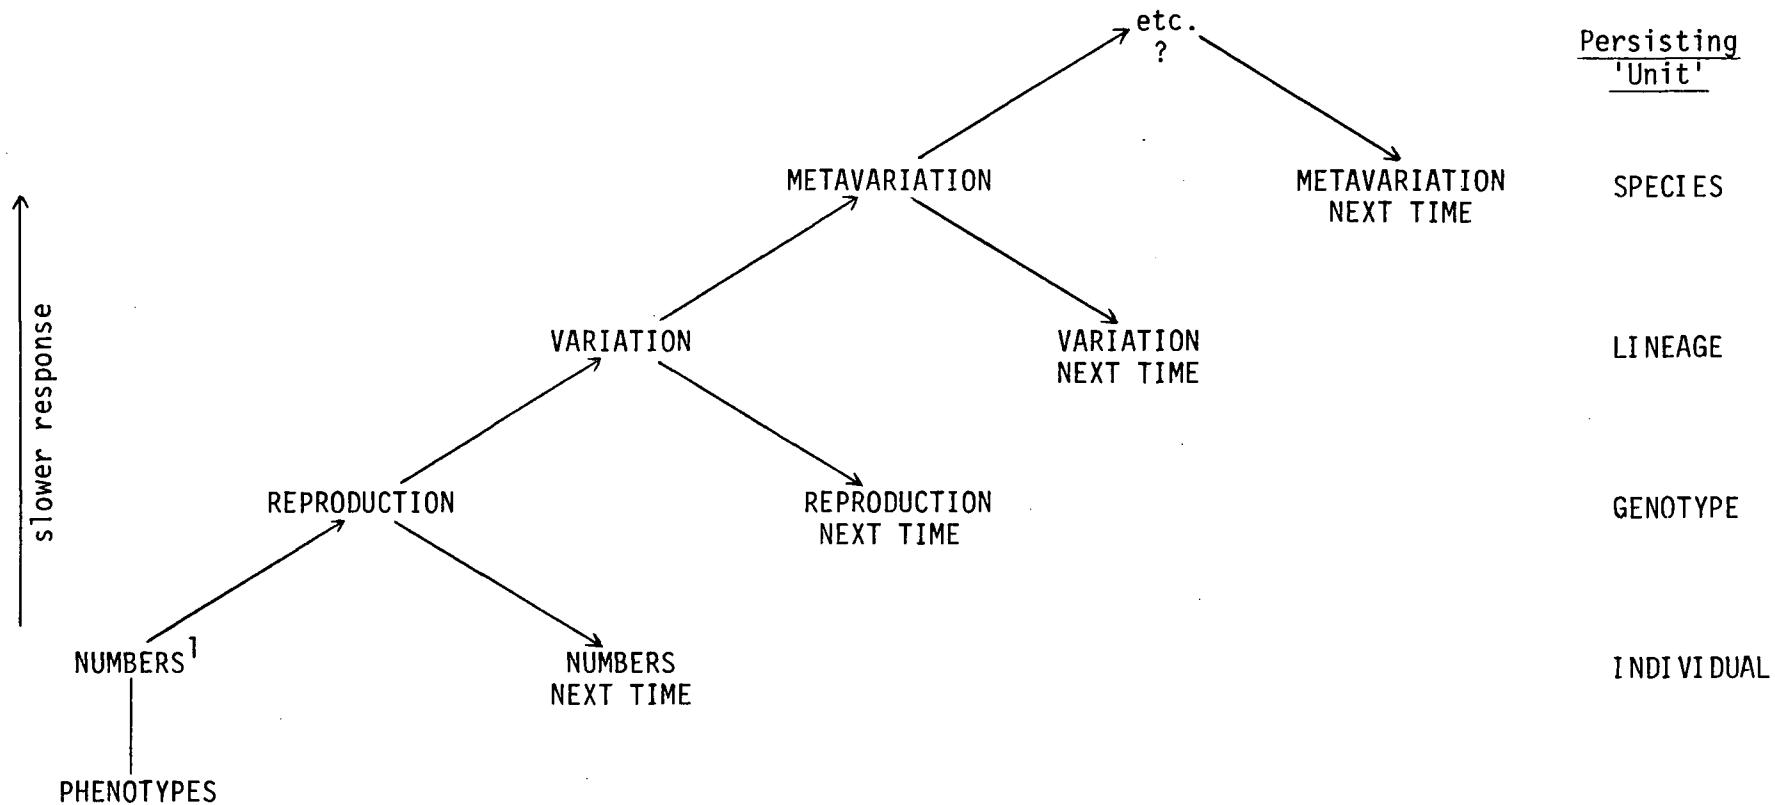 etc.
?
Persisting
'Unit'
METAVARIATION
METAVARIATION
NEXT TIME
SPECIES
slower response
VARIATION
VARIATION
NEXT TIME
LINEAGE
REPRODUCTION
REPRODUCTION
NEXT TIME
GENOTYPE
NUMBERS¹
NUMBERS
NEXT TIME
INDIVIDUAL
PHENOTYPES